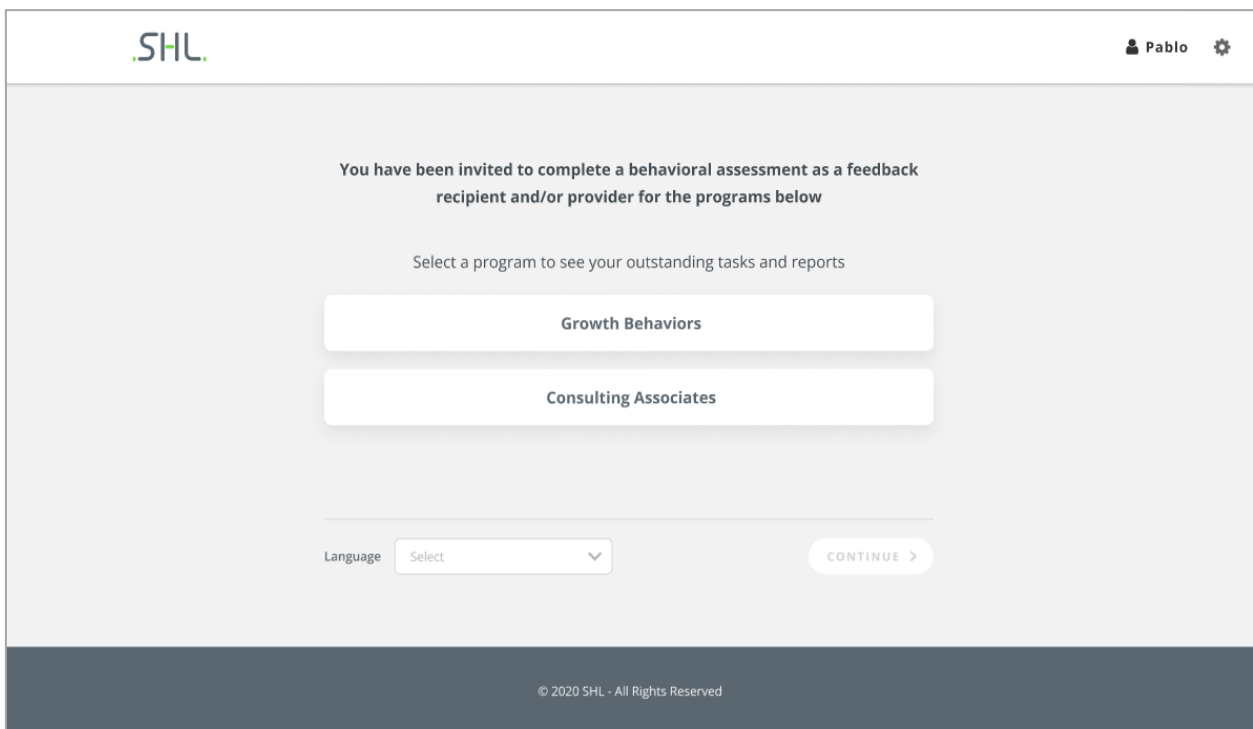 .SHL.
Pablo
You have been invited to complete a behavioral assessment as a feedback
recipient and/or provider for the programs below
Select a program to see your outstanding tasks and reports
Growth Behaviors
Consulting Associates
Language Select CONTINUE
© 2020 SHL - All Rights Reserved